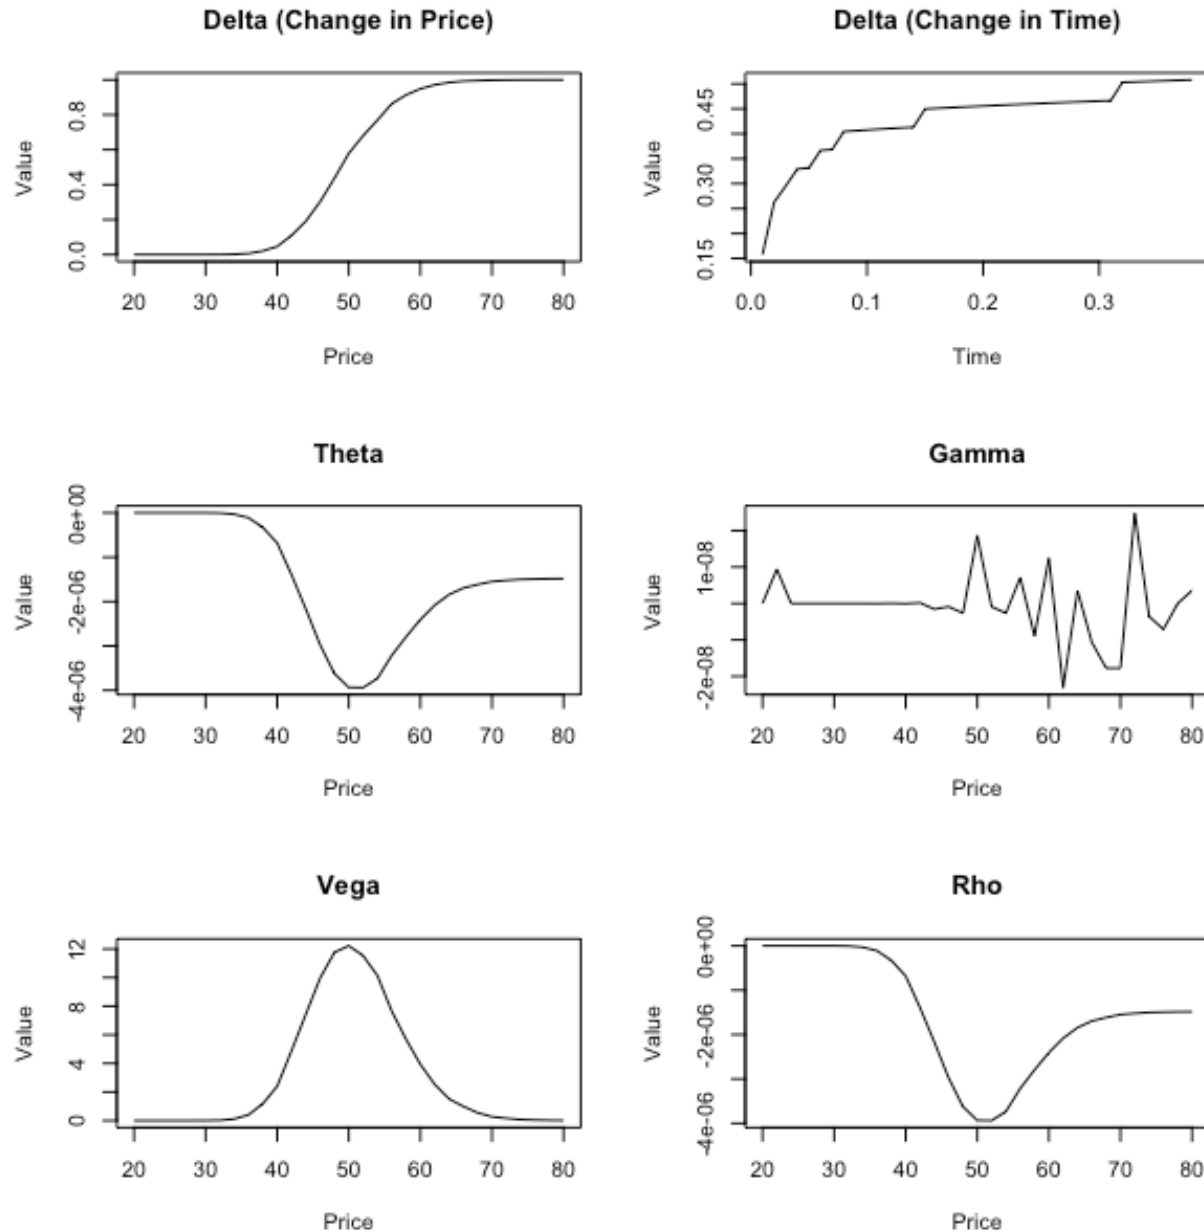 Delta (Change in Price)
Value
0.0 0.4 0.8
20 30 40 50 60 70 80
Price
Delta (Change in Time)
Value
0.15 0.30 0.45
0.0 0.1 0.2 0.3
Time
Theta
Value
-4e-06 -2e-06 0e+00
20 30 40 50 60 70 80
Price
Gamma
Value
-2e-08 1e-08
20 30 40 50 60 70 80
Price
Vega
Value
0 4 8 12
20 30 40 50 60 70 80
Price
Rho
Value
-4e-06 -2e-06 0e+00
20 30 40 50 60 70 80
Price